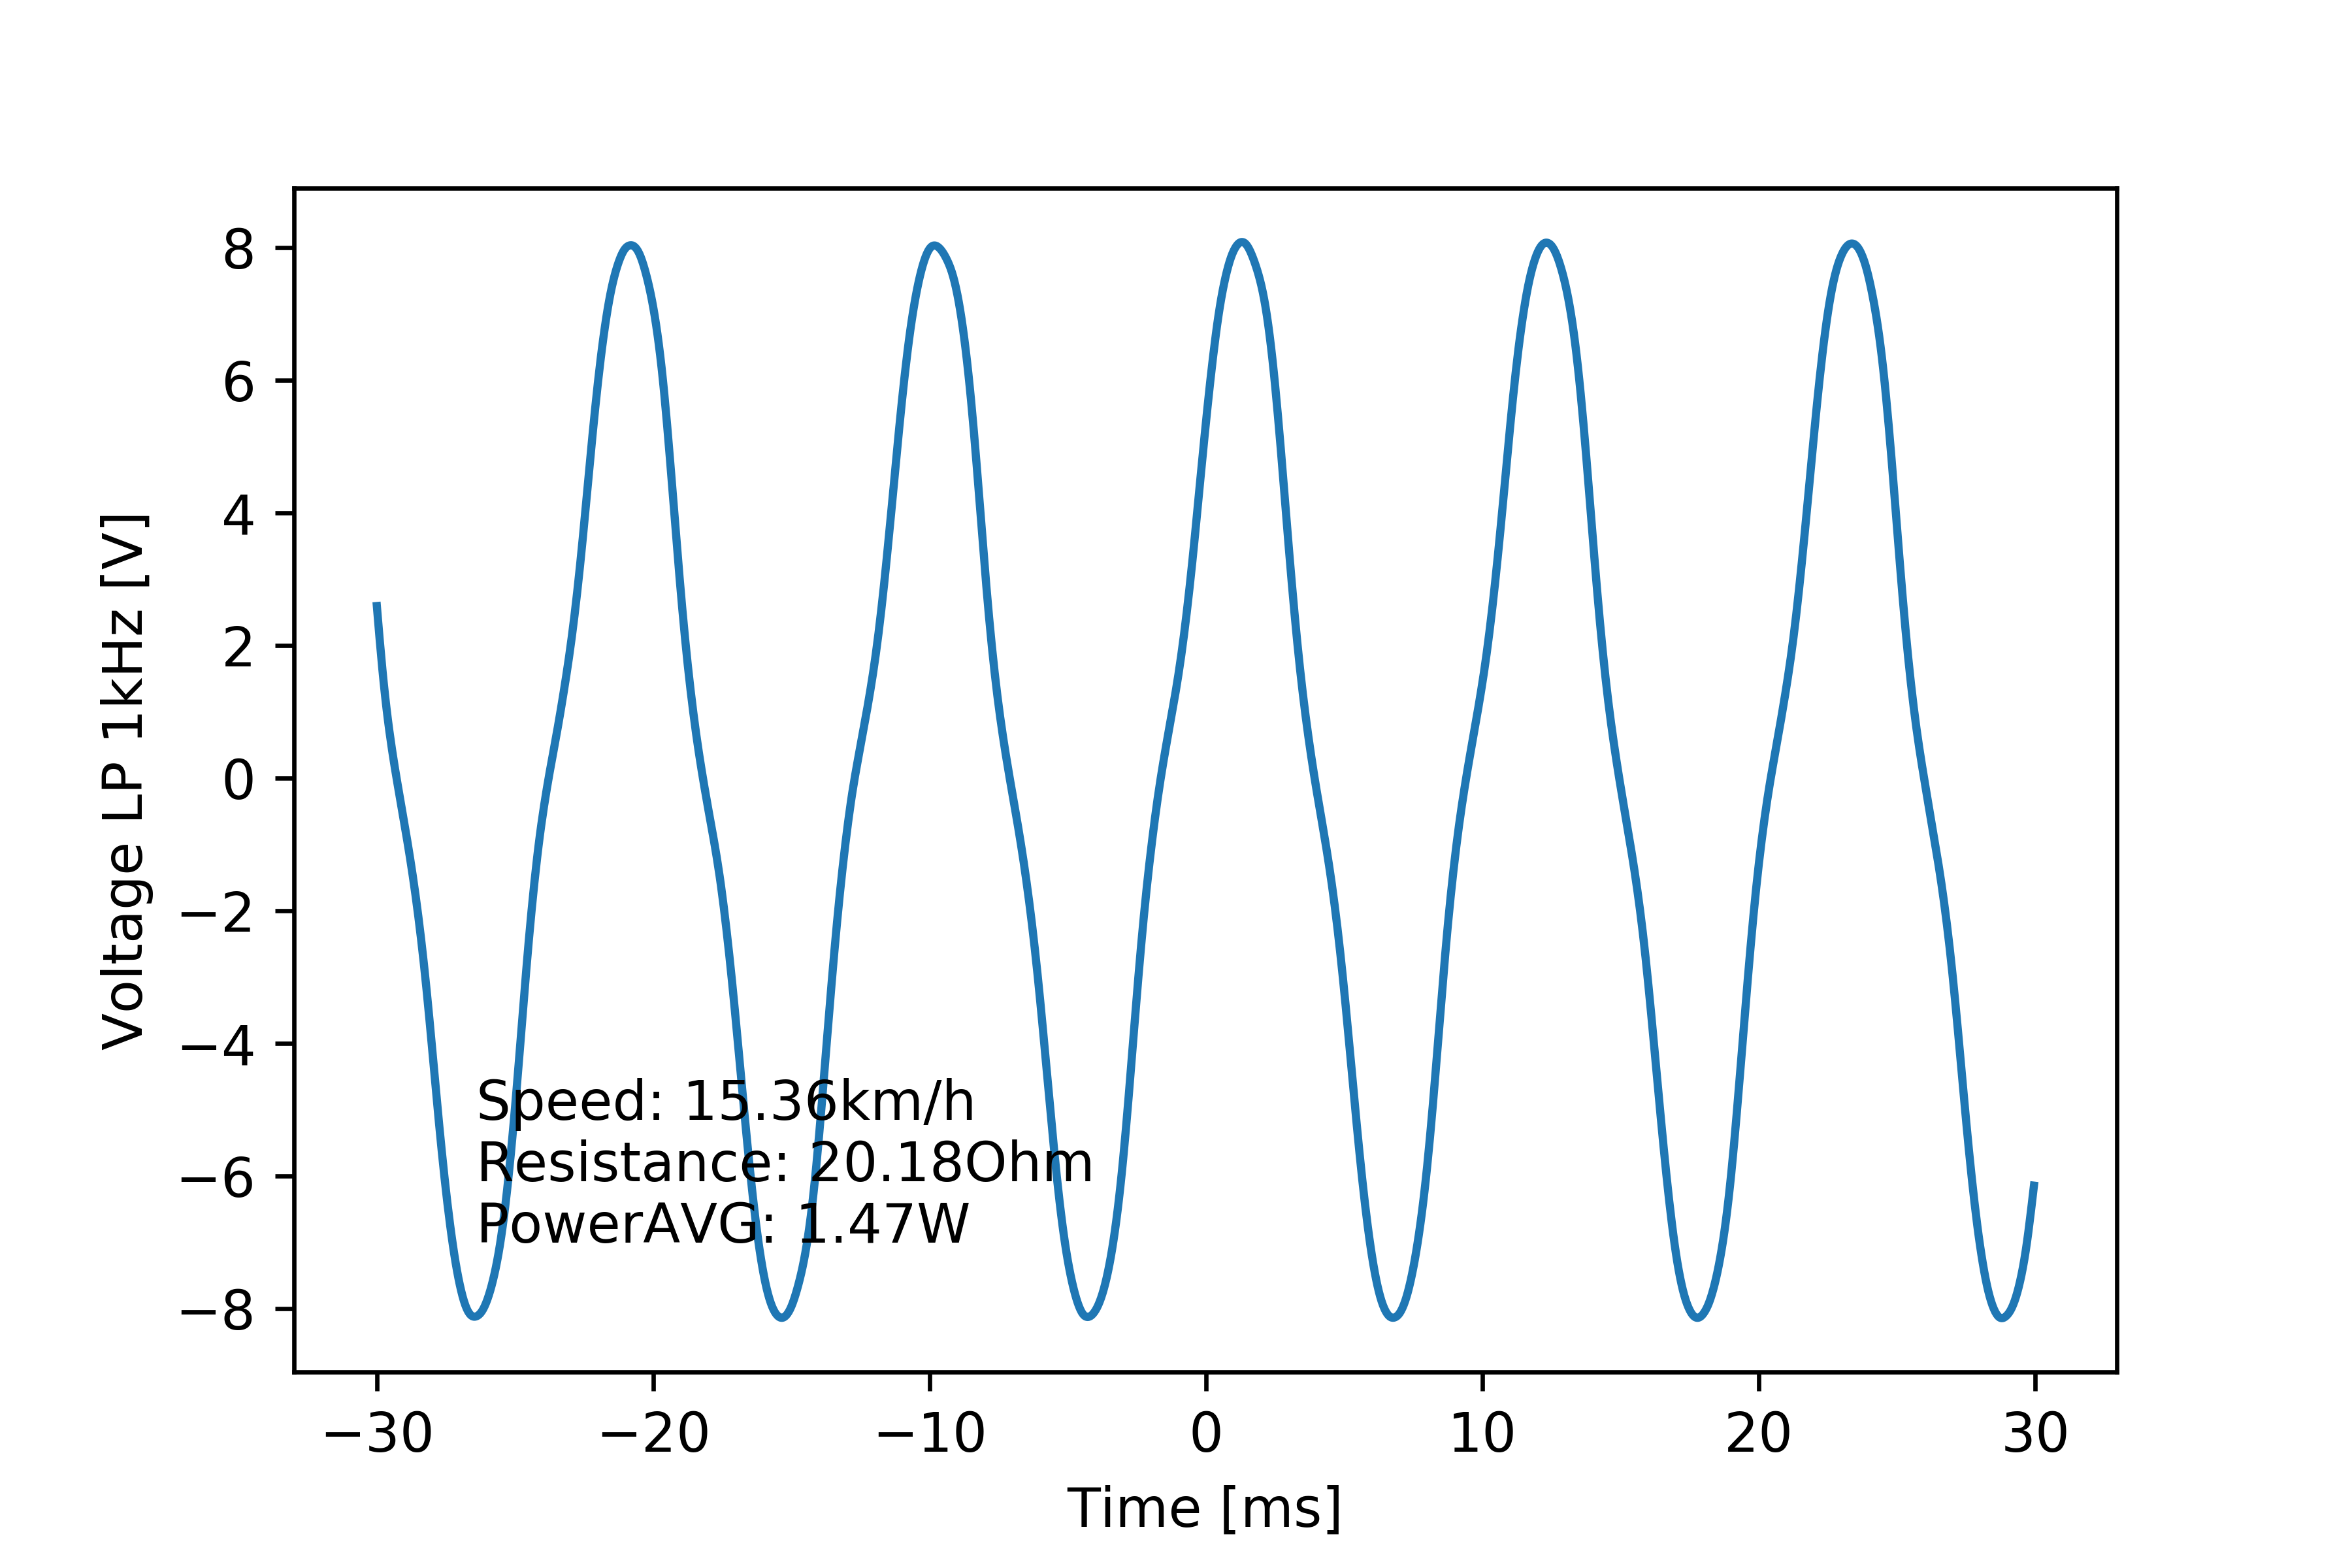 8
6
4
2
0
−2
−4
−6
−8
Voltage LP 1kHz [V]
Speed: 15.36km/h
Resistance: 20.18Ohm
PowerAVG: 1.47W
−30 −20 −10 0 10 20 30
Time [ms]